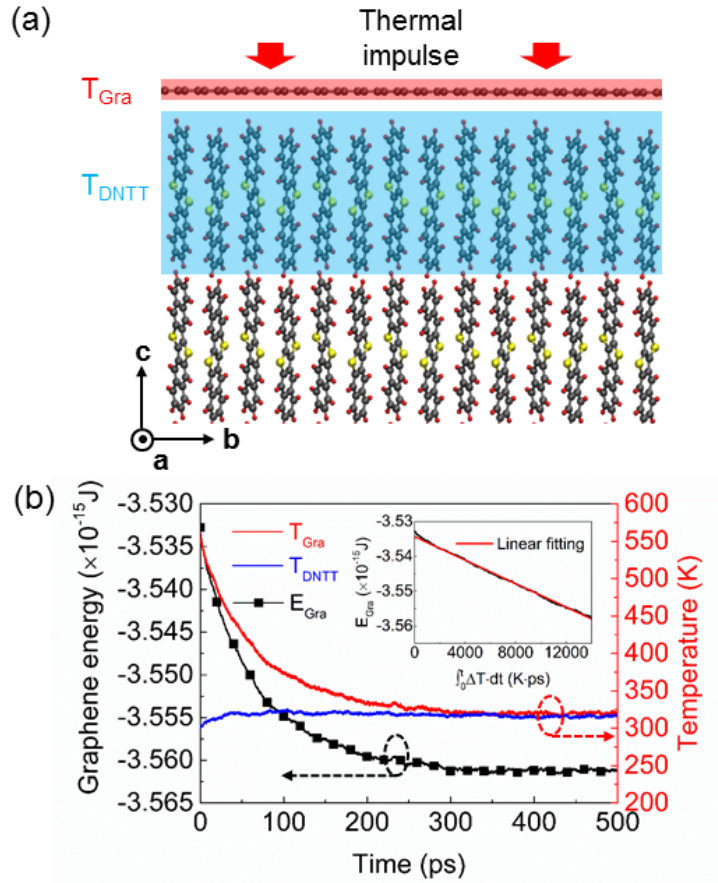 (a)
Thermal
impulse
T_Gra
T_DNTT
c
b
a
(b)
Graphene energy (×10⁻¹⁵ J)
-3.530
-3.535
-3.540
-3.545
-3.550
-3.555
-3.560
-3.565
T_Gra
T_DNTT
E_Gra
E_Gra (×10⁻¹⁵ J)
-3.53
-3.54
-3.55
-3.56
Linear fitting
0 4000 8000 12000
∫₀ᵗΔT·dt (K·ps)
600
550
500
450
400
350
300
250
200
Temperature (K)
0 100 200 300 400 500
Time (ps)